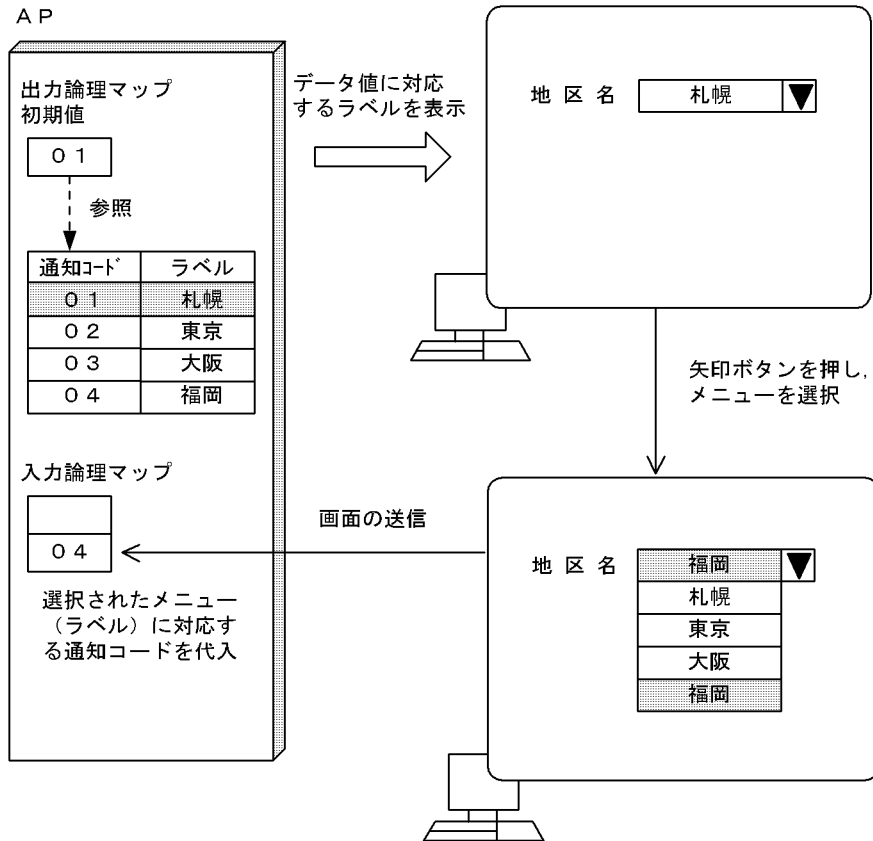 ＡＰ
出力論理マップ
初期値
０１
参照
通知ｺｰﾄﾞ ラベル
０１ 札幌
０２ 東京
０３ 大阪
０４ 福岡
入力論理マップ
０４
選択されたメニュー
（ラベル）に対応す
る通知コードを代入
データ値に対応
するラベルを表示
地区名 札幌 ▼
矢印ボタンを押し，
メニューを選択
画面の送信
地区名 福岡 ▼
札幌
東京
大阪
福岡